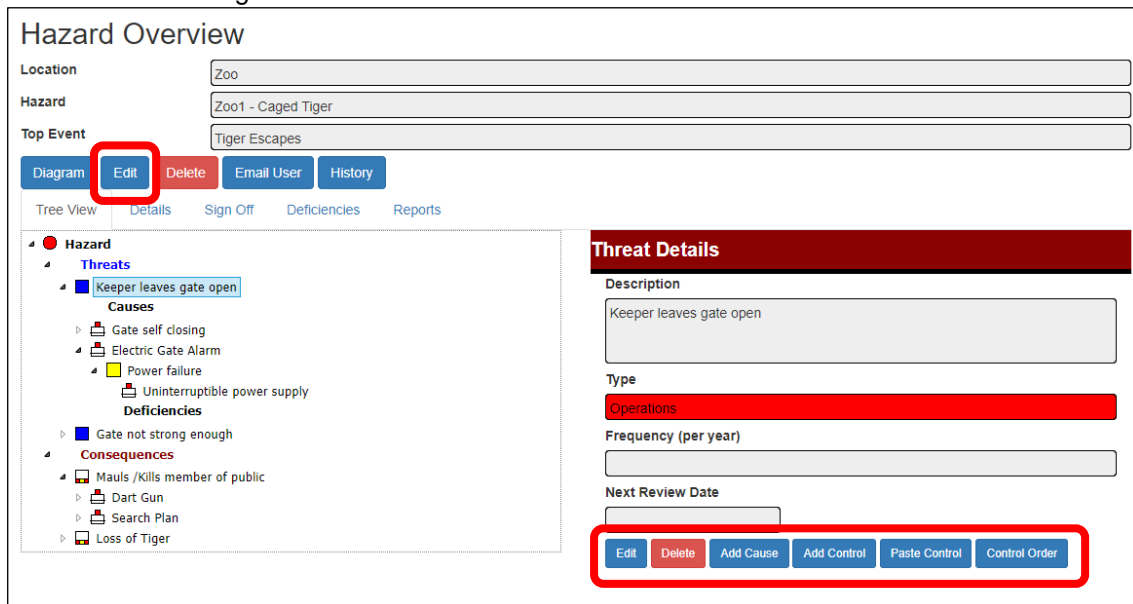 Hazard Overview
Location Zoo
Hazard Zoo1 - Caged Tiger
Top Event Tiger Escapes
Diagram Edit Delete Email User History
Tree View Details Sign Off Deficiencies Reports
Hazard
Threats
Keeper leaves gate open
Causes
Gate self closing
Electric Gate Alarm
Power failure
Uninterruptible power supply
Deficiencies
Gate not strong enough
Consequences
Mauls /Kills member of public
Dart Gun
Search Plan
Loss of Tiger
Threat Details
Description
Keeper leaves gate open
Type
Operations
Frequency (per year)
Next Review Date
Edit Delete Add Cause Add Control Paste Control Control Order